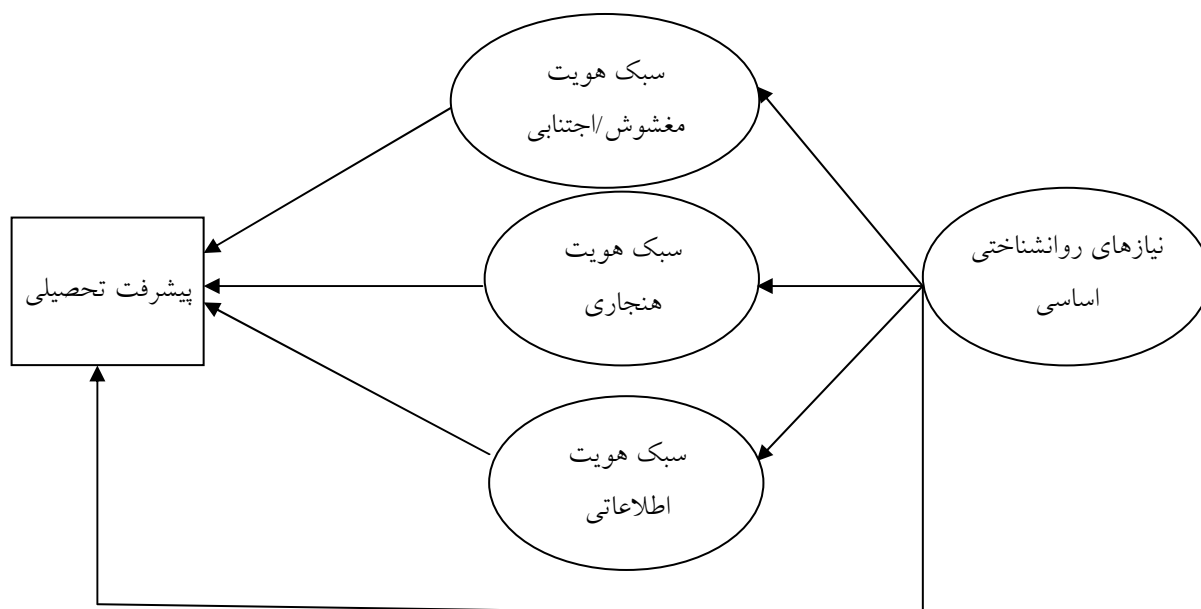 سبک هویت
مغشوش/اجتنابی
نیازهای روانشناختی
اساسی
سبک هویت
هنجاری
پیشرفت تحصیلی
سبک هویت
اطلاعاتی